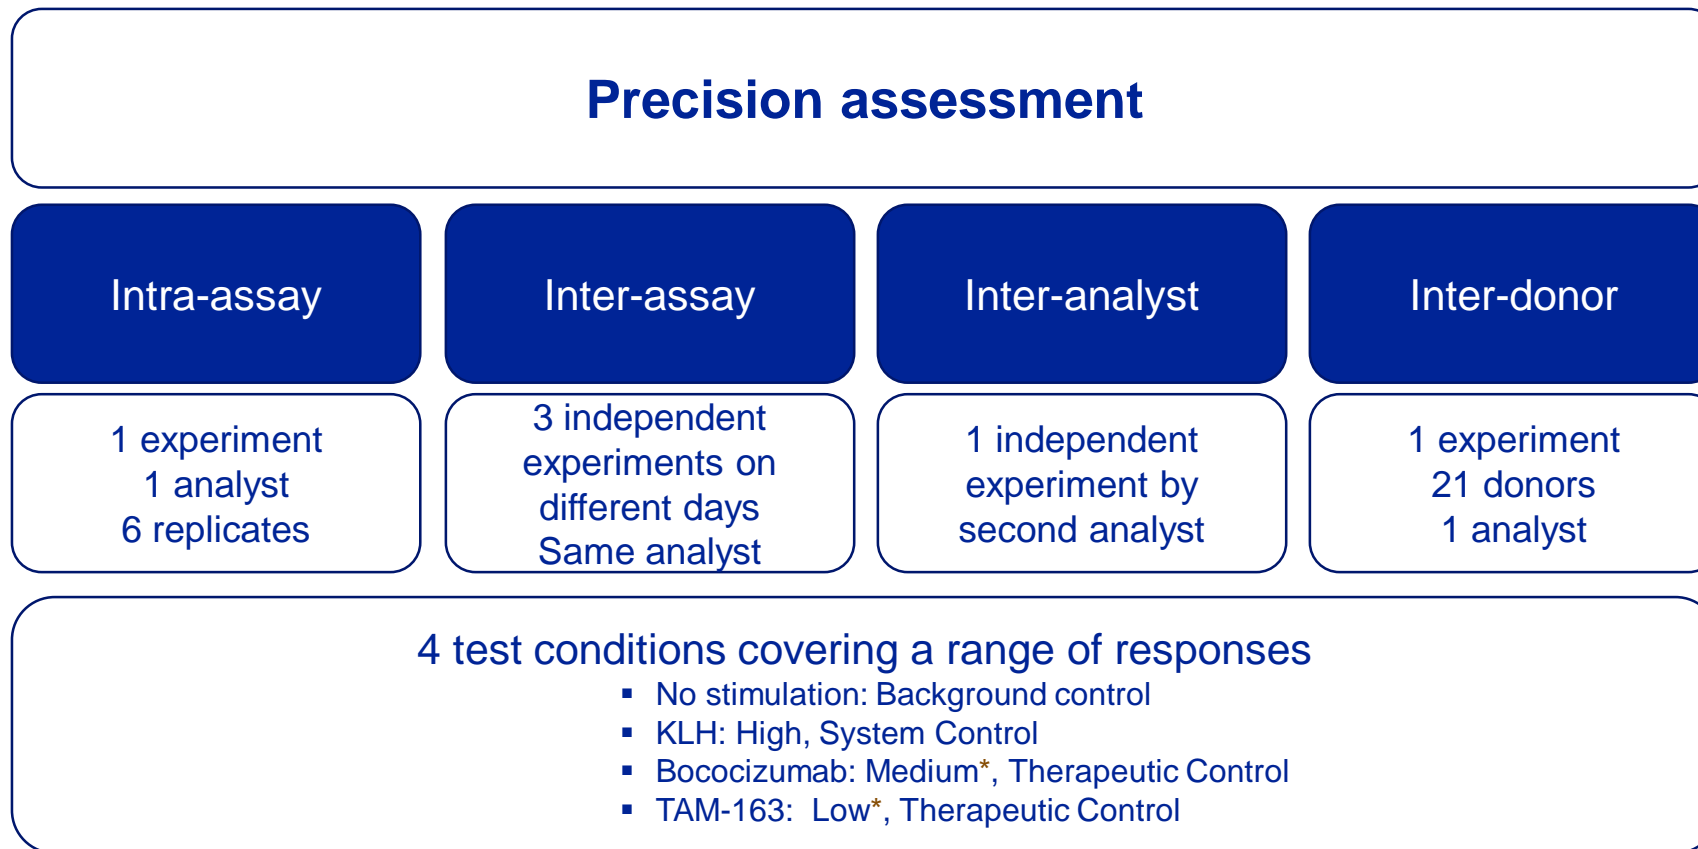 Precision assessment
Intra-assay
Inter-assay
Inter-analyst
Inter-donor
1 experiment
1 analyst
6 replicates
3 independent
experiments on
different days
Same analyst
1 independent
experiment by
second analyst
1 experiment
21 donors
1 analyst
4 test conditions covering a range of responses
▪ No stimulation: Background control
▪ KLH: High, System Control
▪ Bococizumab: Medium*, Therapeutic Control
▪ TAM-163: Low*, Therapeutic Control